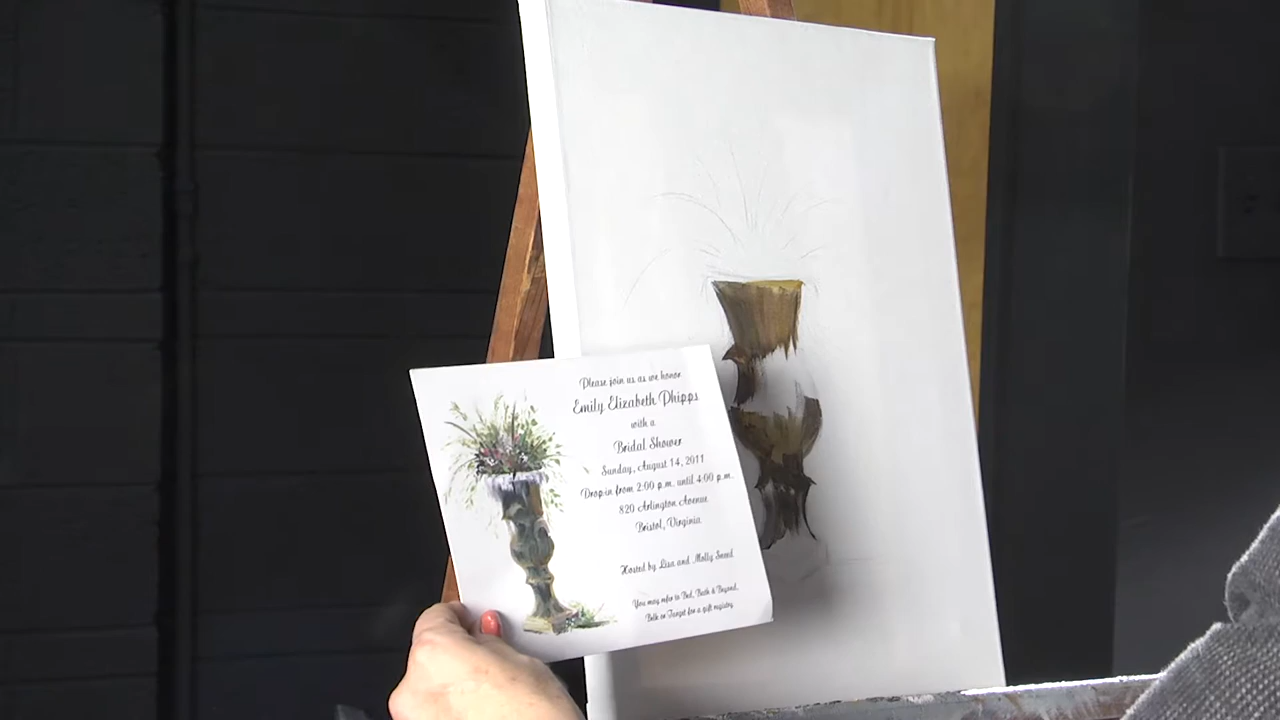 Please join us as we honor
Emily Elizabeth Phipps
with a
Bridal Shower
Sunday, August 14, 2011
Drop-in from 2:00 p.m. until 4:00 p.m.
820 Arlington Avenue
Bristol, Virginia
Hosted by Lisa and Molly Sneed
You may refer to Bed, Bath & Beyond,
Belk or Target for a gift registry.